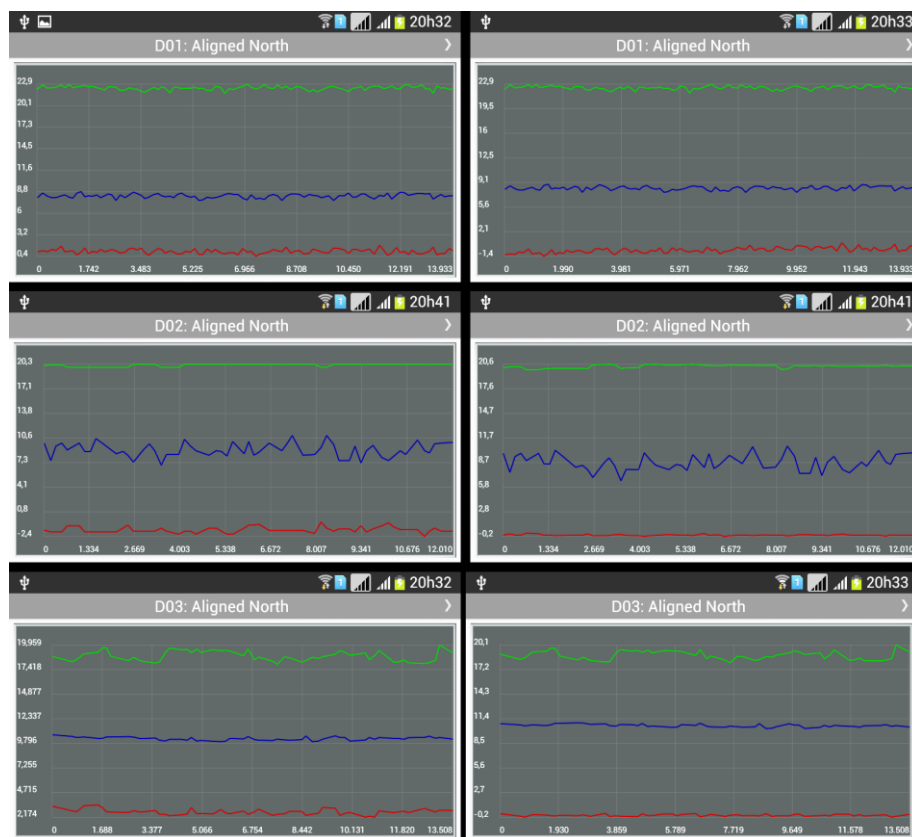 20h32
D01: Aligned North
22,9
20,1
17,3
14,5
11,6
8,8
6
3,2
0,4
0 1.742 3.483 5.225 6.966 8.708 10.450 12.191 13.933
20h33
D01: Aligned North
22,9
19,5
16
12,5
9,1
5,6
2,1
-1,4
0 1.990 3.981 5.971 7.962 9.952 11.943 13.933
20h41
D02: Aligned North
20,3
17,1
13,8
10,6
7,3
4,1
0,8
-2,4
0 1.334 2.669 4.003 5.338 6.672 8.007 9.341 10.676 12.010
20h41
D02: Aligned North
20,6
17,6
14,7
11,7
8,7
5,8
2,8
-0,2
0 1.334 2.669 4.003 5.338 6.672 8.007 9.341 10.676 12.010
20h32
D03: Aligned North
19,959
17,418
14,877
12,337
9,796
7,255
4,715
2,174
0 1.688 3.377 5.066 6.754 8.442 10.131 11.820 13.508
20h33
D03: Aligned North
20,1
17,2
14,3
11,4
8,5
5,6
2,7
-0,2
0 1.930 3.859 5.789 7.719 9.649 11.578 13.508